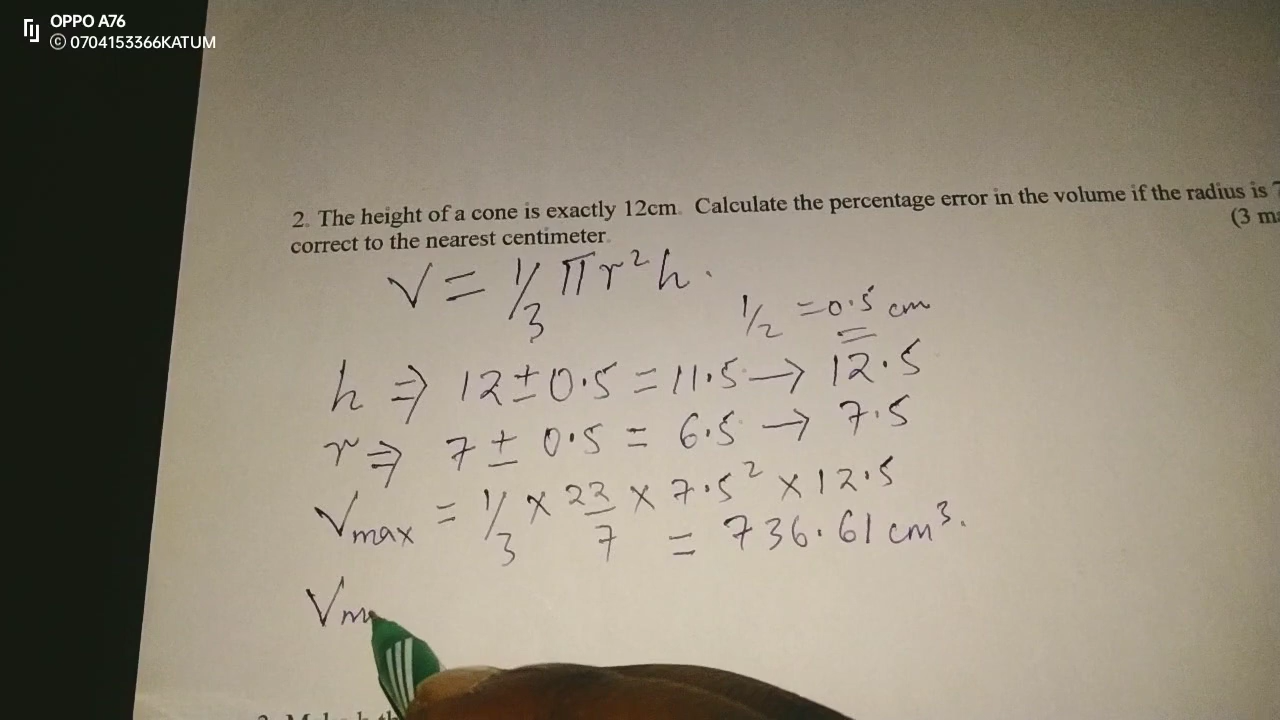 OPPO A76
© 0704153366KATUM
2. The height of a cone is exactly 12cm. Calculate the percentage error in the volume if the radius is
(3
correct to the nearest centimeter.
V = 1/3 πr²h.
1/2 = 0.5 cm
h ⇒ 12 ± 0.5 = 11.5 → 12.5
r ⇒ 7 ± 0.5 = 6.5 → 7.5
Vmax = 1/3 × 22/7 × 7.5² × 12.5
= 736.61 cm³.
Vm